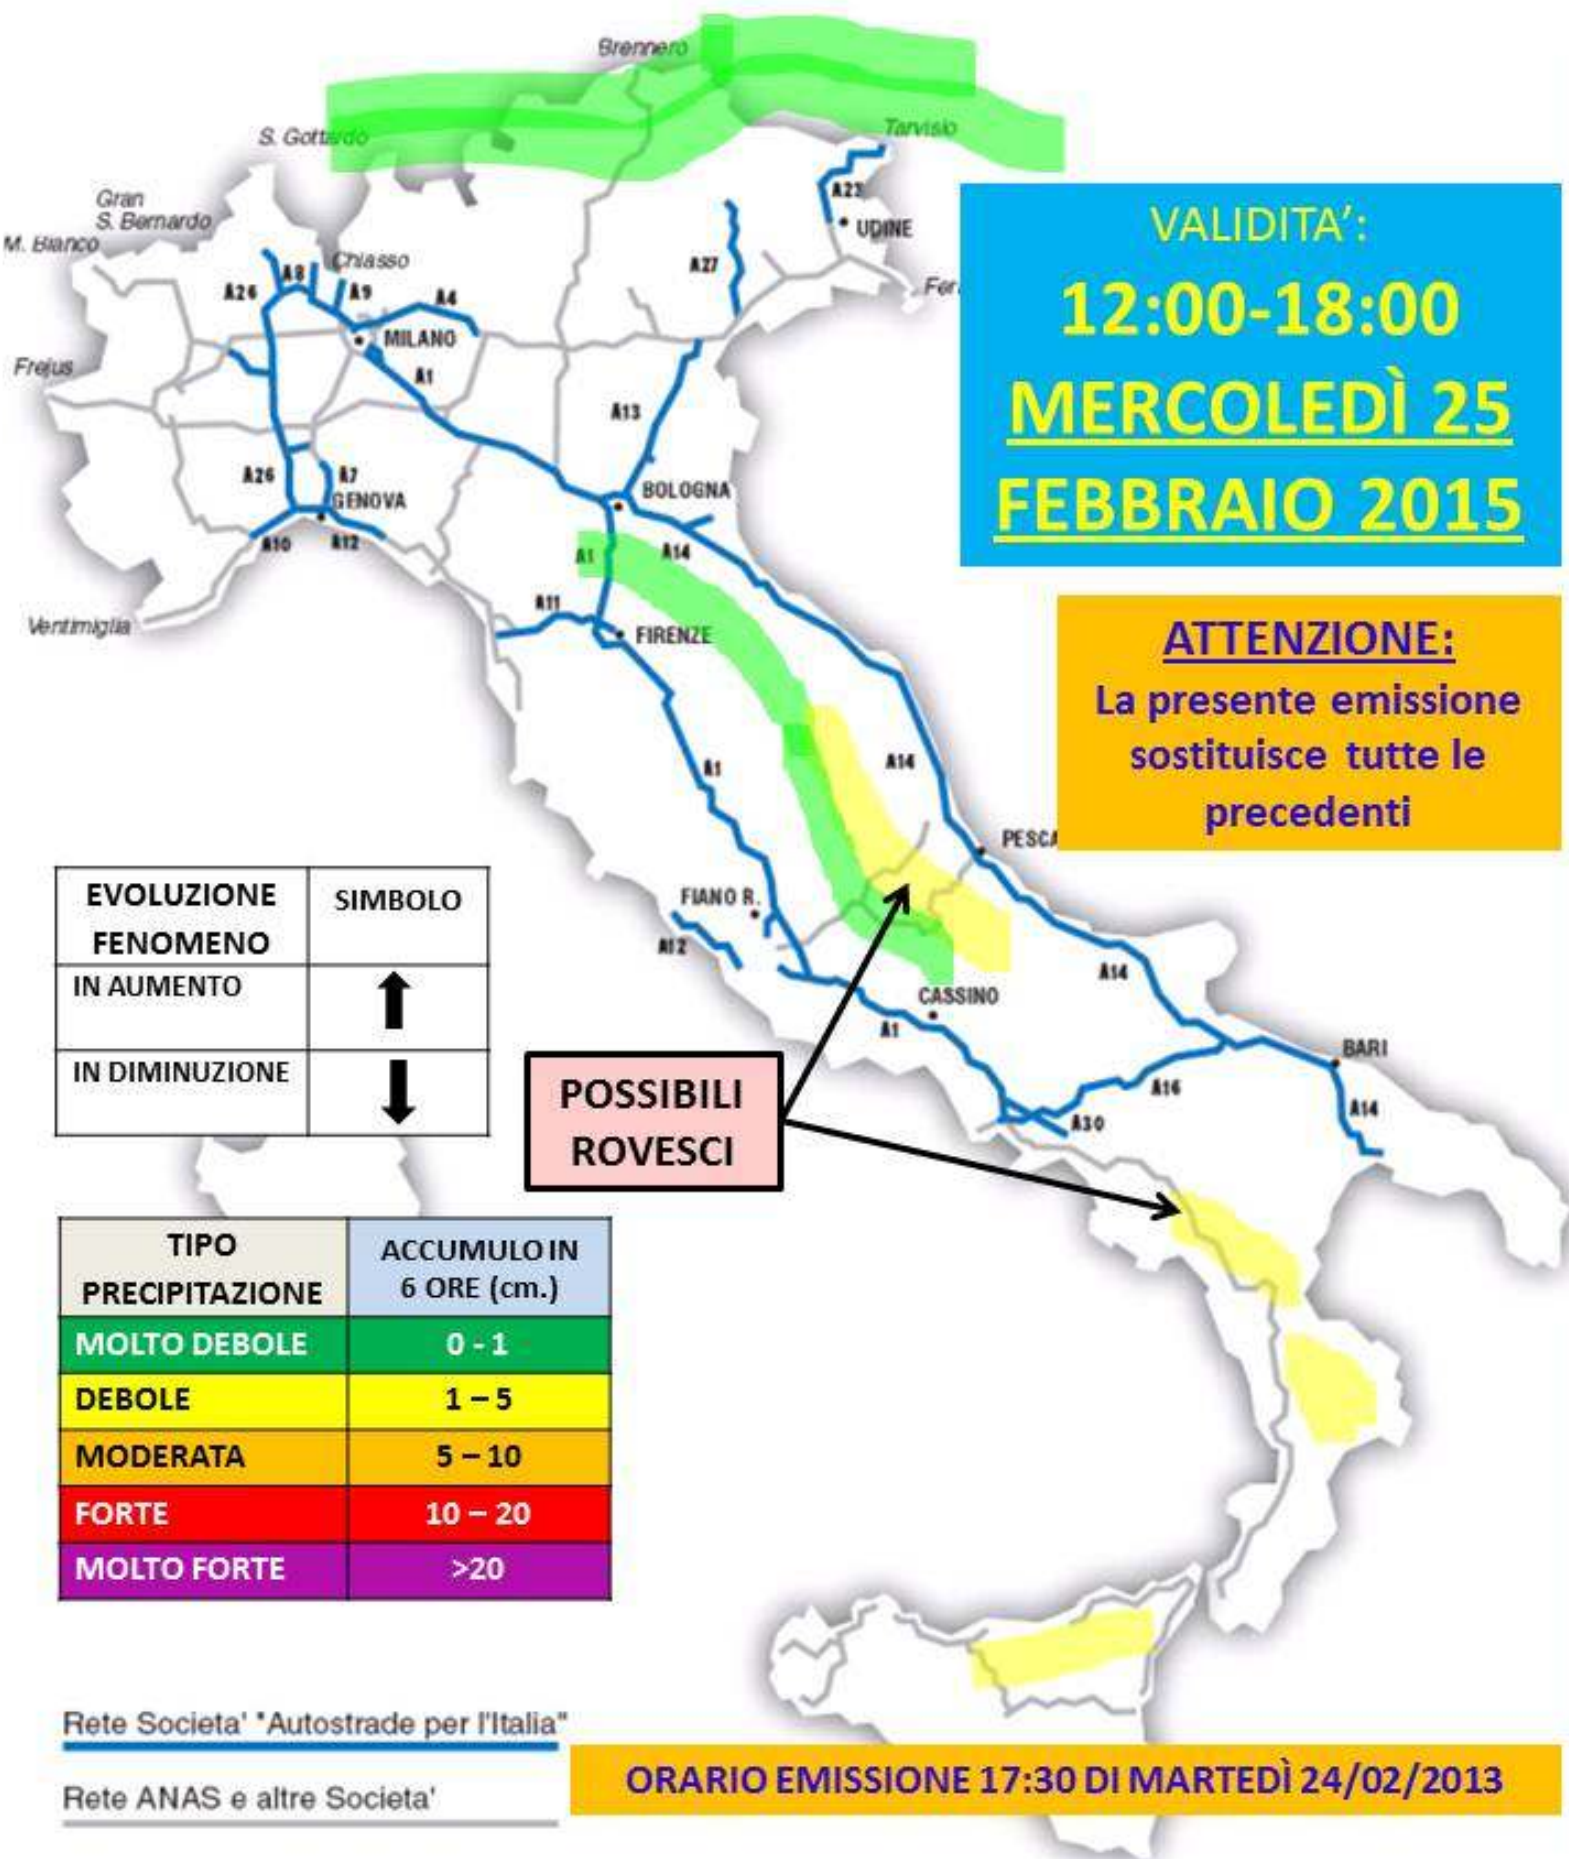 Brennero
S. Gottardo
Tarvisio
Gran
S. Bernardo
M. Bianco
A23
UDINE
Chiasso
A8
A26
A9
A4
A27
Fer
MILANO
Frejus
A1
A13
A26
A7
GENOVA
BOLOGNA
A10
A12
A1
A14
A11
FIRENZE
Ventimiglia
VALIDITA’:
12:00-18:00
MERCOLEDÌ 25
FEBBRAIO 2015
ATTENZIONE:
La presente emissione
sostituisce tutte le
precedenti
A1
A14
PESCA
FIANO R.
A12
A14
CASSINO
A1
BARI
A16
A14
A30
EVOLUZIONE
FENOMENO
SIMBOLO
IN AUMENTO
IN DIMINUZIONE
POSSIBILI
ROVESCI
TIPO
PRECIPITAZIONE
ACCUMULO IN
6 ORE (cm.)
MOLTO DEBOLE 0 - 1
DEBOLE 1 – 5
MODERATA 5 – 10
FORTE 10 – 20
MOLTO FORTE >20
Rete Societa' "Autostrade per l'Italia"
Rete ANAS e altre Societa'
ORARIO EMISSIONE 17:30 DI MARTEDÌ 24/02/2013